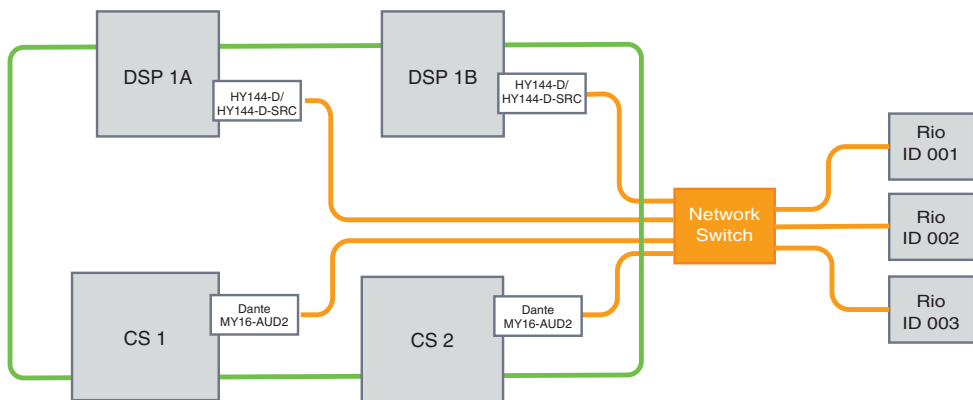 DSP 1A
HY144-D/
HY144-D-SRC
DSP 1B
HY144-D/
HY144-D-SRC
Rio
ID 001
Network
Switch
Rio
ID 002
Rio
ID 003
CS 1
Dante
MY16-AUD2
CS 2
Dante
MY16-AUD2